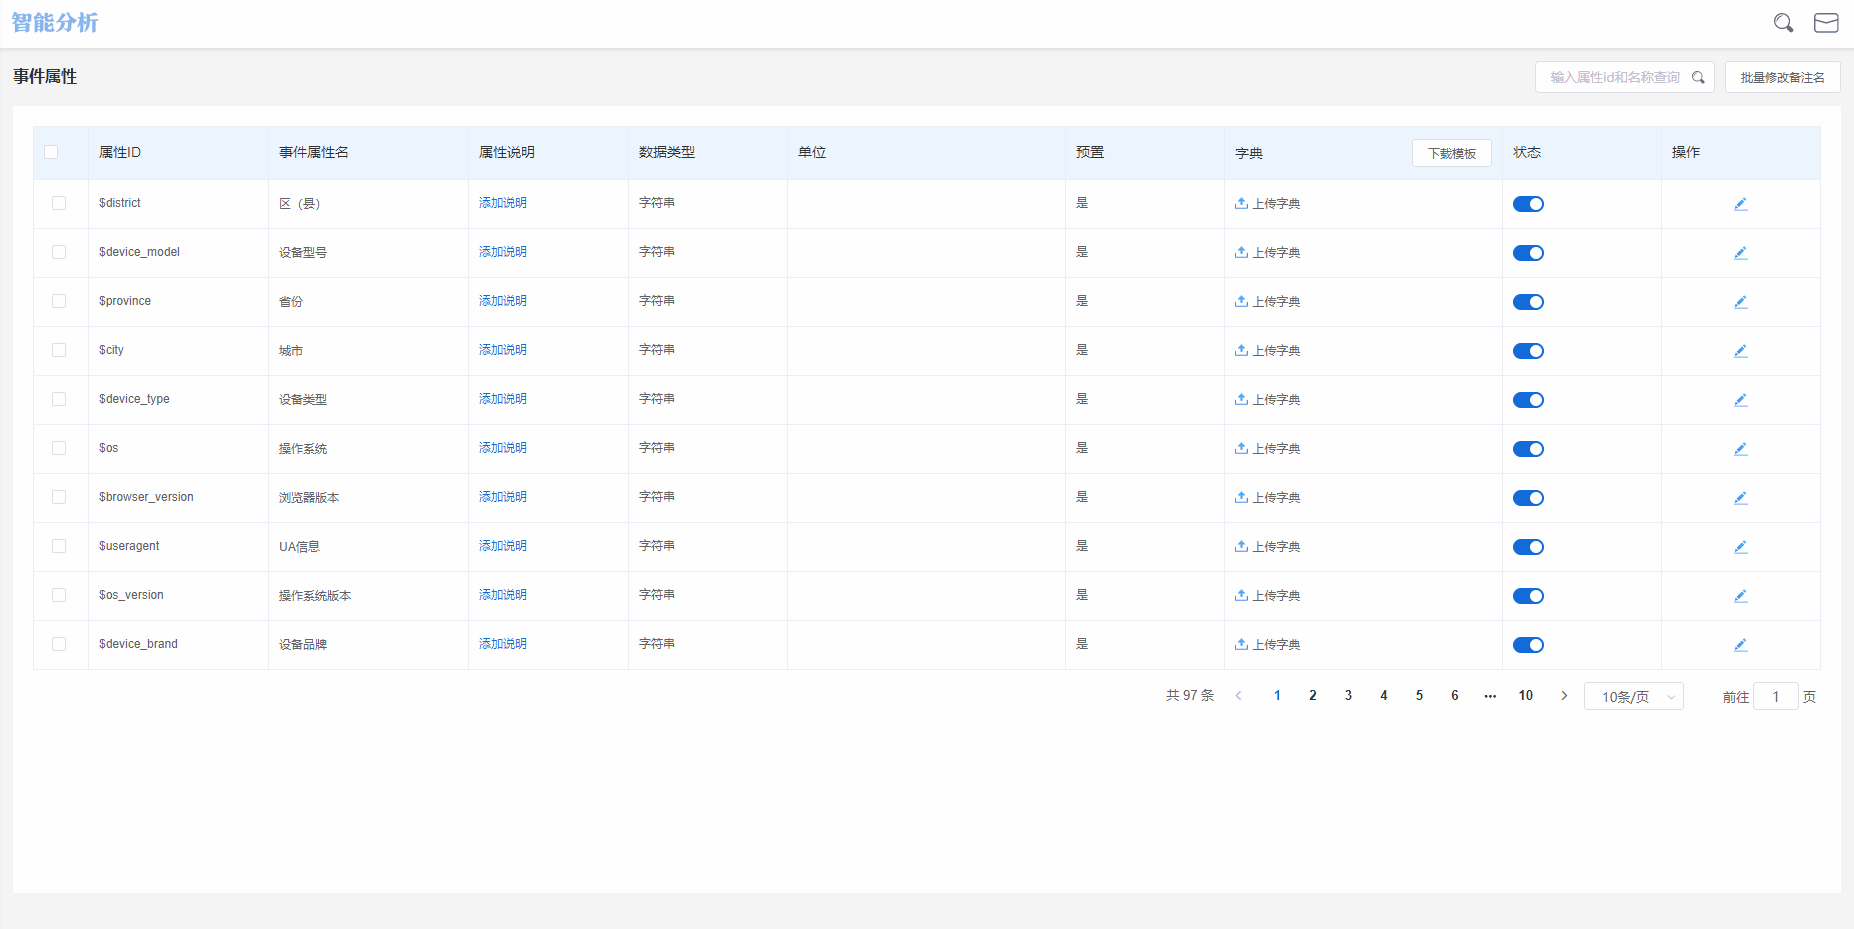 智能分析
事件属性
输入属性id和名称查询 批量修改备注名
属性ID 事件属性名 属性说明 数据类型 单位 预置 字典 下载模板 状态 操作
$district 区（县） 添加说明 字符串 是 上传字典
$device_model 设备型号 添加说明 字符串 是 上传字典
$province 省份 添加说明 字符串 是 上传字典
$city 城市 添加说明 字符串 是 上传字典
$device_type 设备类型 添加说明 字符串 是 上传字典
$os 操作系统 添加说明 字符串 是 上传字典
$browser_version 浏览器版本 添加说明 字符串 是 上传字典
$useragent UA信息 添加说明 字符串 是 上传字典
$os_version 操作系统版本 添加说明 字符串 是 上传字典
$device_brand 设备品牌 添加说明 字符串 是 上传字典
共 97 条 1 2 3 4 5 6 ••• 10 10条/页 前往 1 页